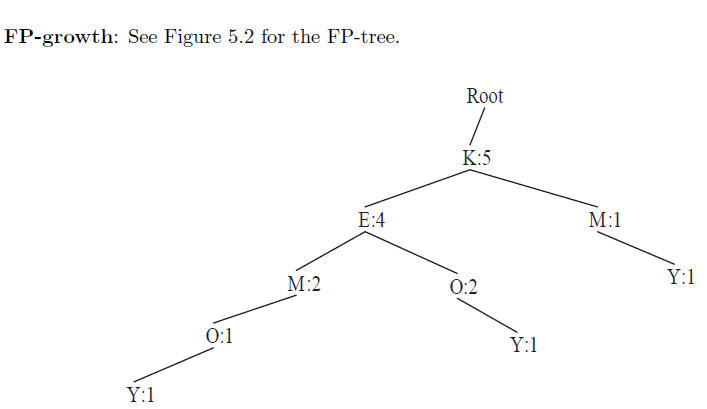 FP-growth: See Figure 5.2 for the FP-tree.
Root
K:5
E:4
M:1
M:2
O:2
Y:1
O:1
Y:1
Y:1